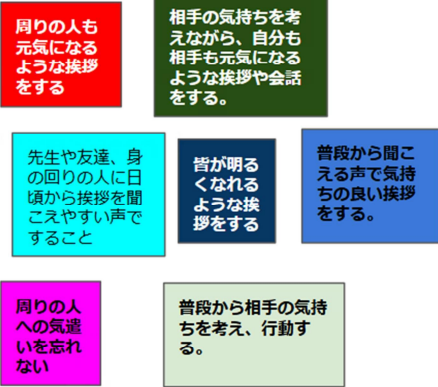 周りの人も
元気になる
ような挨拶
をする
相手の気持ちを考
えながら、自分も
相手も元気になる
ような挨拶や会話
をする。
先生や友達、身
の回りの人に日
頃から挨拶を聞
こえやすい声で
すること
皆が明る
くなれる
ような挨
拶をする
普段から聞こ
える声で気持
ちの良い挨拶
をする。
周りの人
への気遣
いを忘れ
ない
普段から相手の気持
ちを考え、行動す
る。